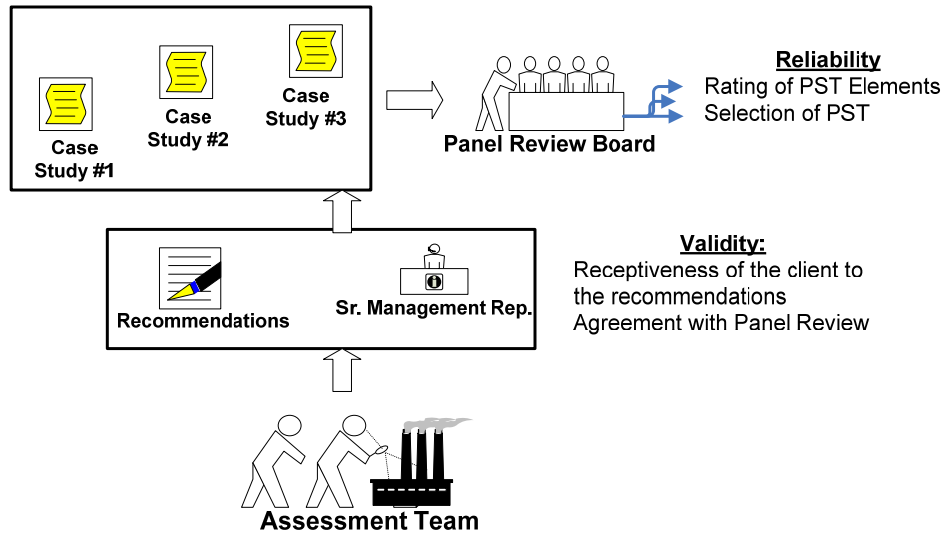 Case
Study #1
Case
Study #2
Case
Study #3
Panel Review Board
Reliability
Rating of PST Elements
Selection of PST
Recommendations
Sr. Management Rep.
Validity:
Receptiveness of the client to
the recommendations
Agreement with Panel Review
Assessment Team